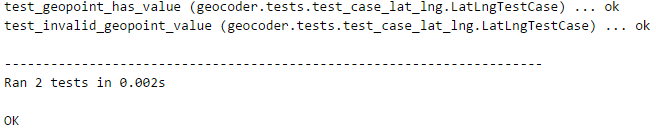 test_geopoint_has_value (geocoder.tests.test_case_lat_lng.LatLngTestCase) ... ok
test_invalid_geopoint_value (geocoder.tests.test_case_lat_lng.LatLngTestCase) ... ok
----------------------------------------------------------------------
Ran 2 tests in 0.002s
OK